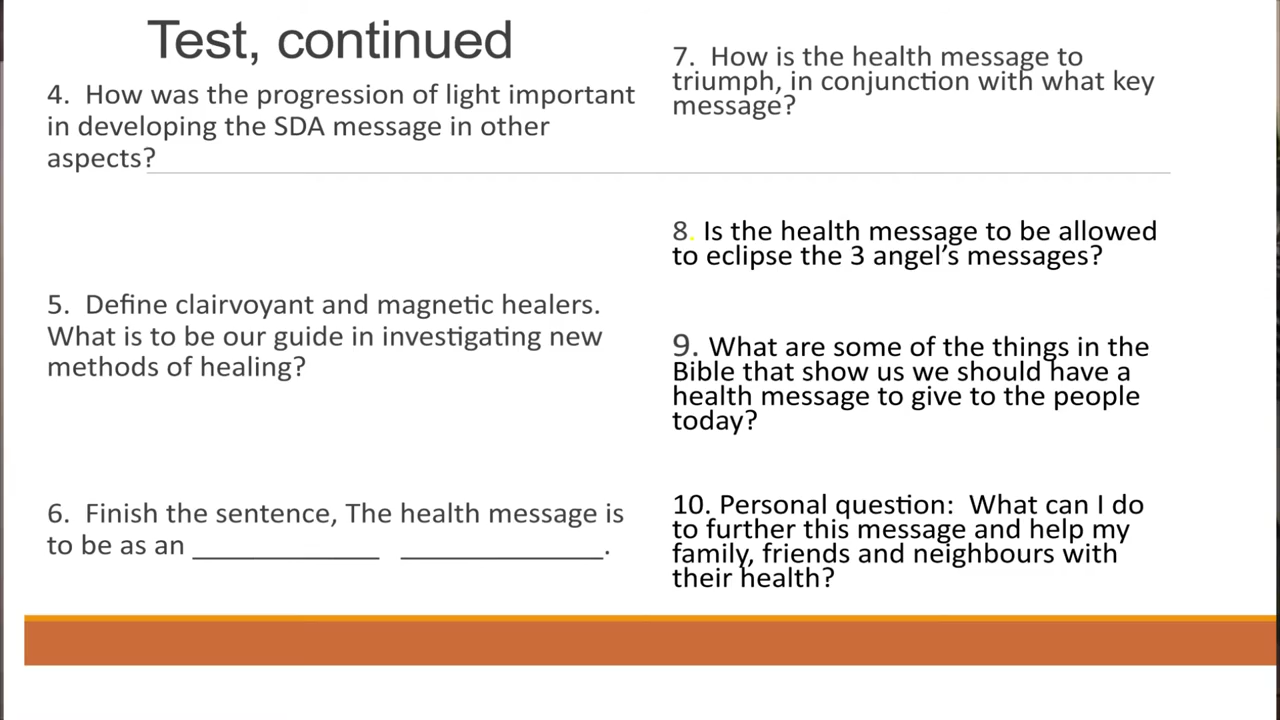 Test, continued
4. How was the progression of light important
in developing the SDA message in other
aspects?
5. Define clairvoyant and magnetic healers.
What is to be our guide in investigating new
methods of healing?
6. Finish the sentence, The health message is
to be as an _____________ ______________.
7. How is the health message to
triumph, in conjunction with what key
message?
8. Is the health message to be allowed
to eclipse the 3 angel’s messages?
9. What are some of the things in the
Bible that show us we should have a
health message to give to the people
today?
10. Personal question: What can I do
to further this message and help my
family, friends and neighbours with
their health?